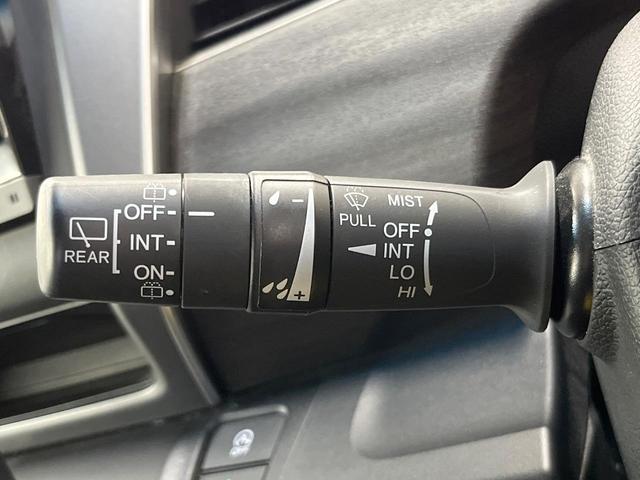 REAR
OFF
INT
ON
−
+
PULL
MIST
OFF
INT
LO
HI